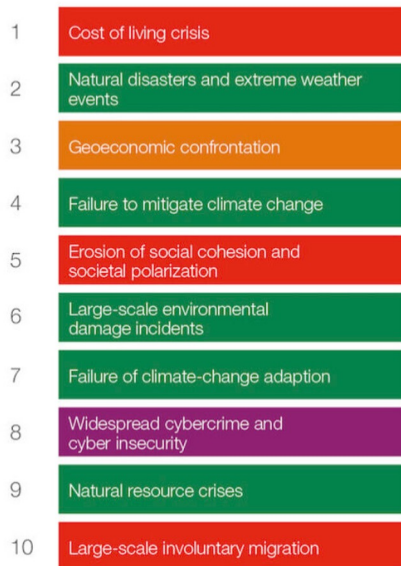 1 Cost of living crisis
2 Natural disasters and extreme weather
events
3 Geoeconomic confrontation
4 Failure to mitigate climate change
5 Erosion of social cohesion and
societal polarization
6 Large-scale environmental
damage incidents
7 Failure of climate-change adaption
8 Widespread cybercrime and
cyber insecurity
9 Natural resource crises
10 Large-scale involuntary migration